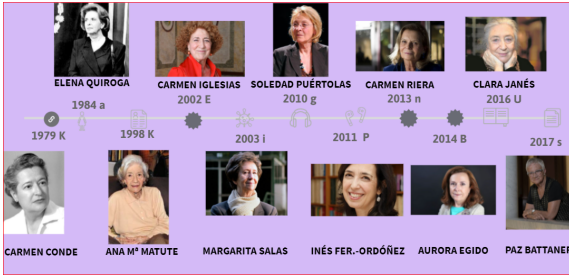 ELENA QUIROGA
CARMEN IGLESIAS
SOLEDAD PUÉRTOLAS
CARMEN RIERA
CLARA JANÉS
1984 a
2002 E
2010 g
2013 n
2016 U
1979 K
1998 K
2003 i
2011 P
2014 B
2017 s
CARMEN CONDE
ANA Mª MATUTE
MARGARITA SALAS
INÉS FER.-ORDÓÑEZ
AURORA EGIDO
PAZ BATTANER